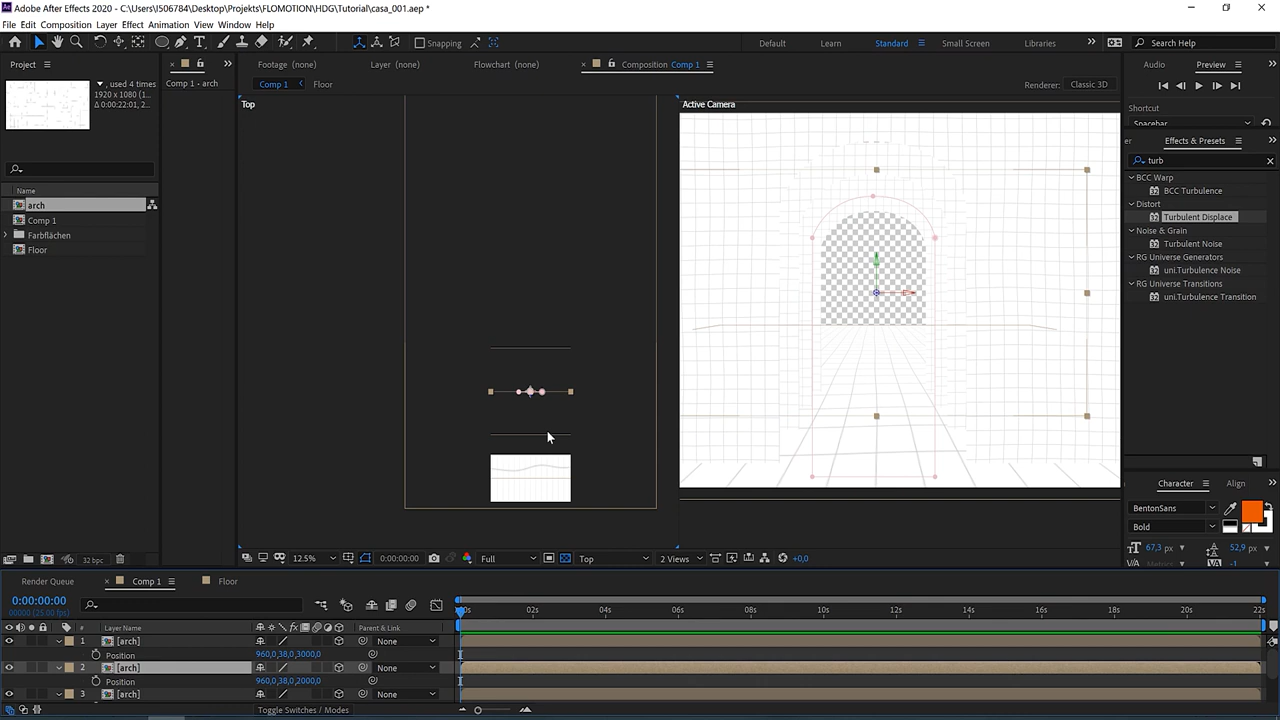 Adobe After Effects 2020 - C:\Users\I506784\Desktop\Projekts\FLOMOTION\HDG\Tutorial\casa_001.aep *
File Edit Composition Layer Effect Animation View Window Help
Snapping Default Learn Standard Small Screen Libraries Search Help
Project Footage (none) Layer (none) Flowchart (none) Composition Comp 1 Audio Preview
, used 4 times Comp 1 - arch Comp 1 Floor Renderer: Classic 3D
1920 x 1080 (1...
Δ 0:00:22:01, 2...
Top Active Camera Shortcut
Spacebar
Effects & Presets
turb
Name BCC Warp
arch BCC Turbulence
Comp 1 Distort
Farbflächen Turbulent Displace
Floor Noise & Grain
Turbulent Noise
RG Universe Generators
uni.Turbulence Noise
RG Universe Transitions
uni.Turbulence Transition
Character Align
BentonSans
Bold
67,3 px 52,9 px
Metrics -1
32 bpc 12.5% 0:00:00:00 Full Top 2 Views +0,0
Render Queue Comp 1 Floor
0:00:00:00
00000 (25.00 fps)
00s 02s 04s 06s 08s 10s 12s 14s 16s 18s 20s 22s
# Layer Name Parent & Link
1 [arch] None
Position 960,0,38,0,3000,0
2 [arch] None
Position 960,0,38,0,2000,0
3 [arch] None
Toggle Switches / Modes